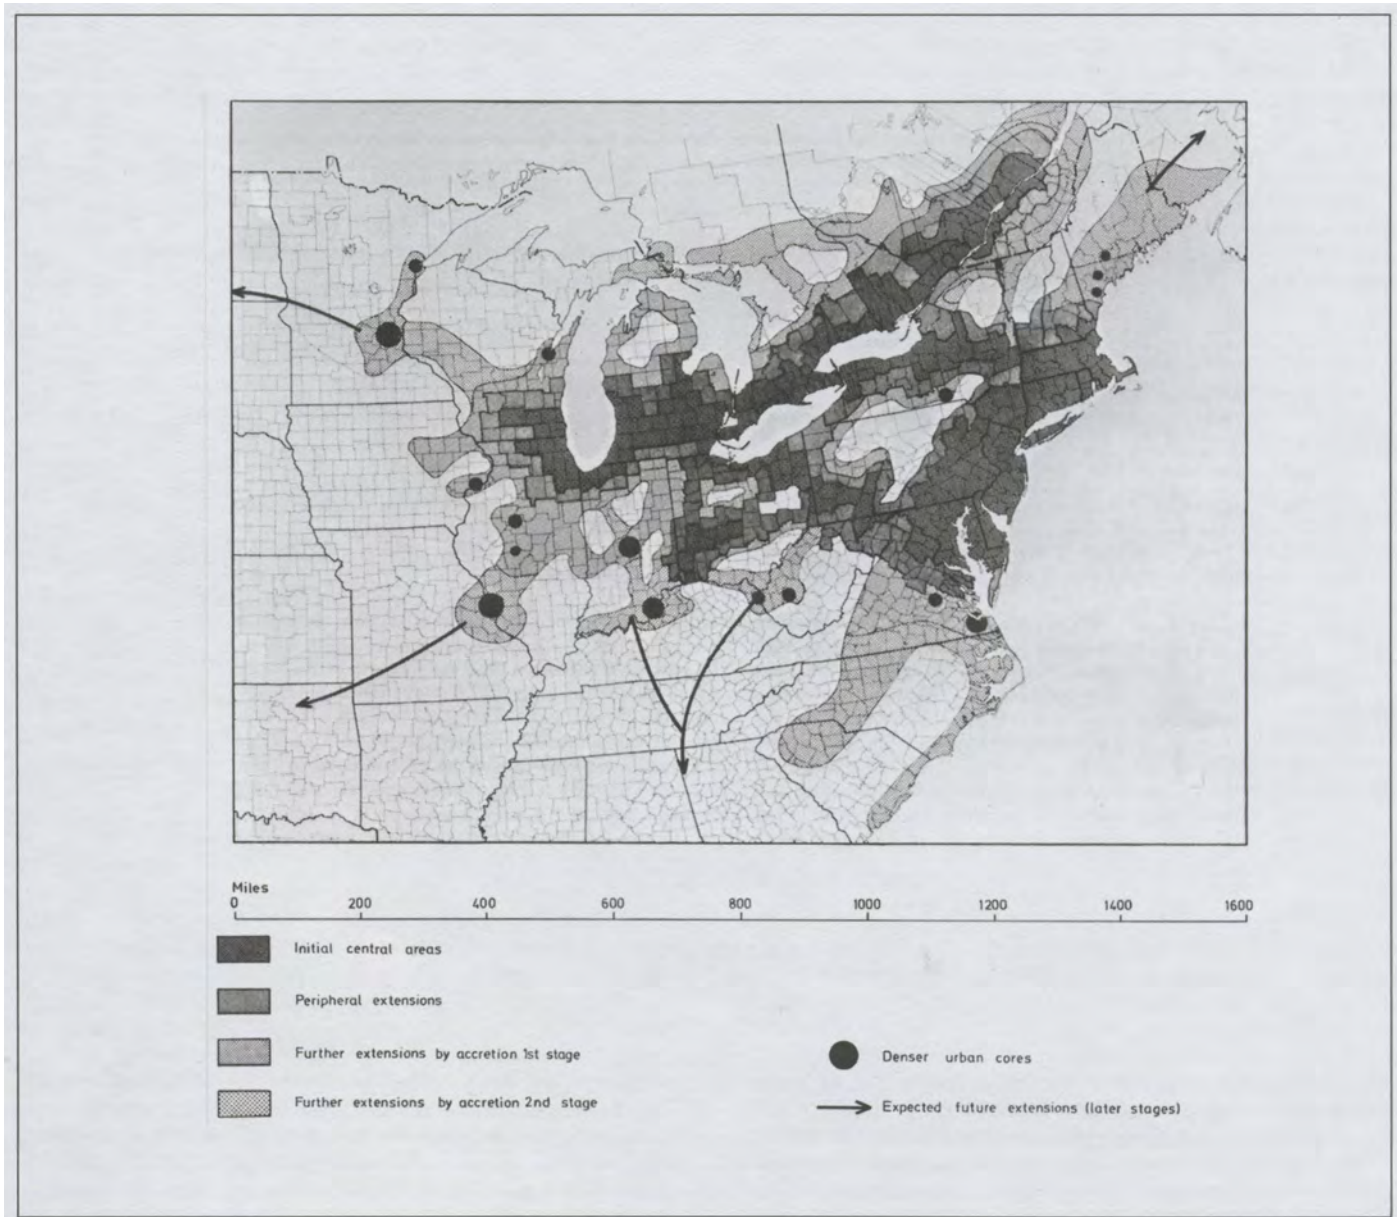 Miles
0 200 400 600 800 1000 1200 1400 1600
Initial central areas
Peripheral extensions
Further extensions by accretion 1st stage
Further extensions by accretion 2nd stage
Denser urban cores
Expected future extensions (later stages)